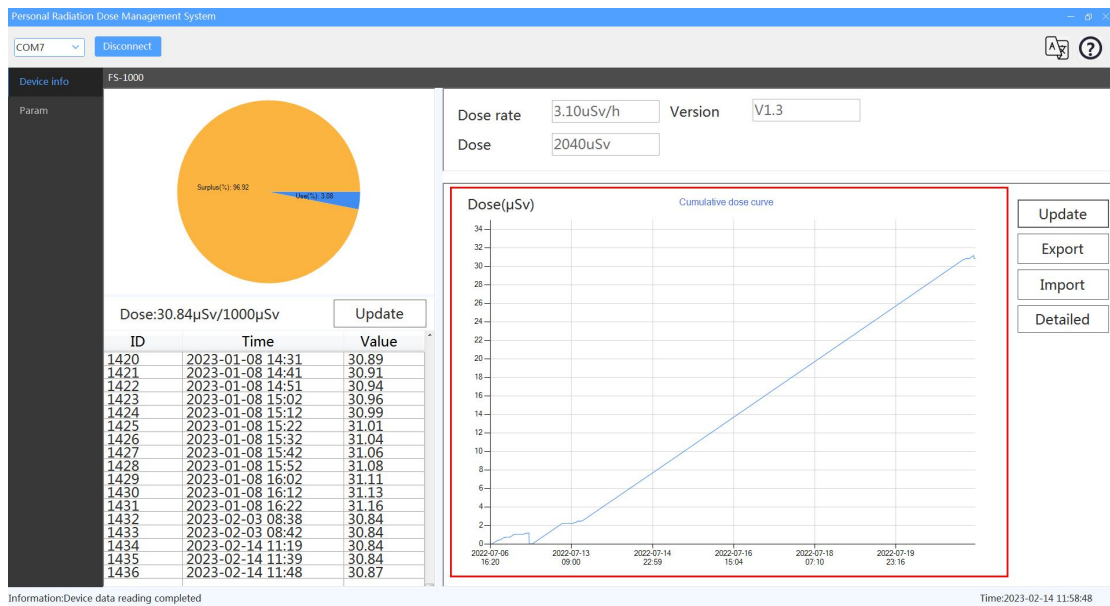 Personal Radiation Dose Management System
COM7
Disconnect
Device info
FS-1000
Param
Surplus(%): 96.92
Use(%): 3.08
Dose rate
3.10uSv/h
Version
V1.3
Dose
2040uSv
Dose:30.84μSv/1000μSv
Update
ID Time Value
1420 2023-01-08 14:31 30.89
1421 2023-01-08 14:41 30.91
1422 2023-01-08 14:51 30.94
1423 2023-01-08 15:02 30.96
1424 2023-01-08 15:12 30.99
1425 2023-01-08 15:22 31.01
1426 2023-01-08 15:32 31.04
1427 2023-01-08 15:42 31.06
1428 2023-01-08 15:52 31.08
1429 2023-01-08 16:02 31.11
1430 2023-01-08 16:12 31.13
1431 2023-01-08 16:22 31.16
1432 2023-02-03 08:38 30.84
1433 2023-02-03 08:42 30.84
1434 2023-02-14 11:19 30.84
1435 2023-02-14 11:39 30.84
1436 2023-02-14 11:48 30.87
Dose(μSv)
Cumulative dose curve
34
32
30
28
26
24
22
20
18
16
14
12
10
8
6
4
2
0
2022-07-06 16:20
2022-07-13 09:00
2022-07-14 22:59
2022-07-16 15:04
2022-07-18 07:10
2022-07-19 23:16
Update
Export
Import
Detailed
Information:Device data reading completed
Time:2023-02-14 11:58:48